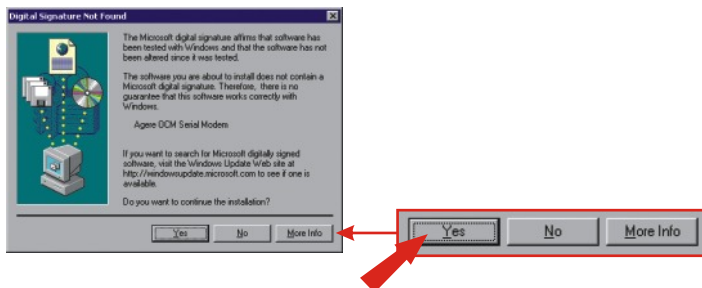 Digital Signature Not Found
The Microsoft digital signature affirms that software has
been tested with Windows and that the software has not
been altered since it was tested.
The software you are about to install does not contain a
Microsoft digital signature. Therefore, there is no
guarantee that this software works correctly with
Windows.
Agere OCM Serial Modem
If you want to search for Microsoft digitally signed
software, visit the Windows Update Web site at
http://windowsupdate.microsoft.com to see if one is
available.
Do you want to continue the installation?
Yes No More Info
Yes No More Info